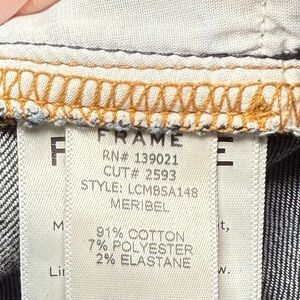 FRAME
RN# 139021
CUT# 2593
STYLE: LCMBSA148
MERIBEL
91% COTTON
7% POLYESTER
2% ELASTANE